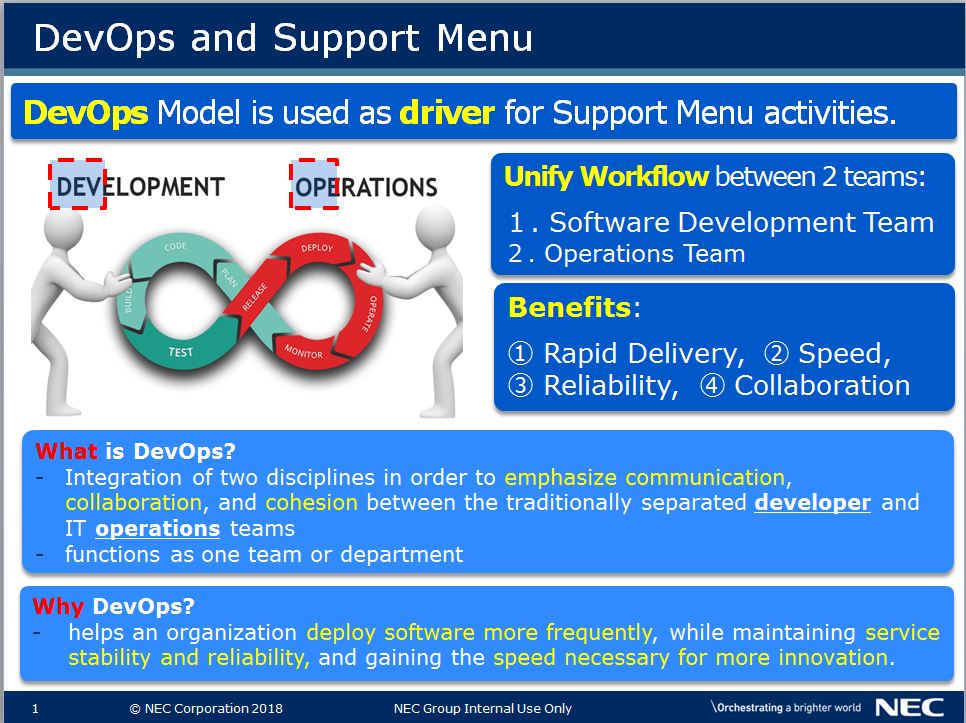 DevOps and Support Menu
DevOps Model is used as driver for Support Menu activities.
DEVELOPMENT
OPERATIONS
CODE
PLAN
BUILD
TEST
RELEASE
DEPLOY
OPERATE
MONITOR
Unify Workflow between 2 teams:
1. Software Development Team
2. Operations Team
Benefits:
① Rapid Delivery, ② Speed,
③ Reliability, ④ Collaboration
What is DevOps?
- Integration of two disciplines in order to emphasize communication,
collaboration, and cohesion between the traditionally separated developer and
IT operations teams
- functions as one team or department
Why DevOps?
- helps an organization deploy software more frequently, while maintaining service
stability and reliability, and gaining the speed necessary for more innovation.
1 © NEC Corporation 2018 NEC Group Internal Use Only \Orchestrating a brighter world NEC